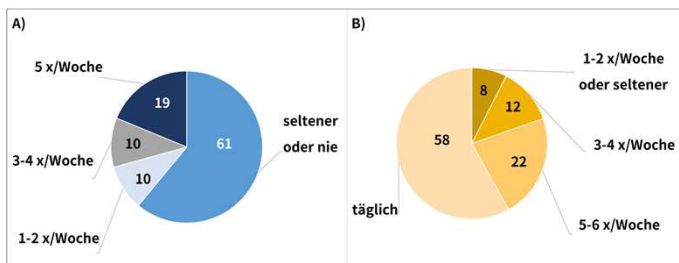 A)
5 x/Woche
19
61
seltener
oder nie
3-4 x/Woche
10
10
1-2 x/Woche
B)
1-2 x/Woche
oder seltener
8
12
3-4 x/Woche
58
22
täglich
5-6 x/Woche